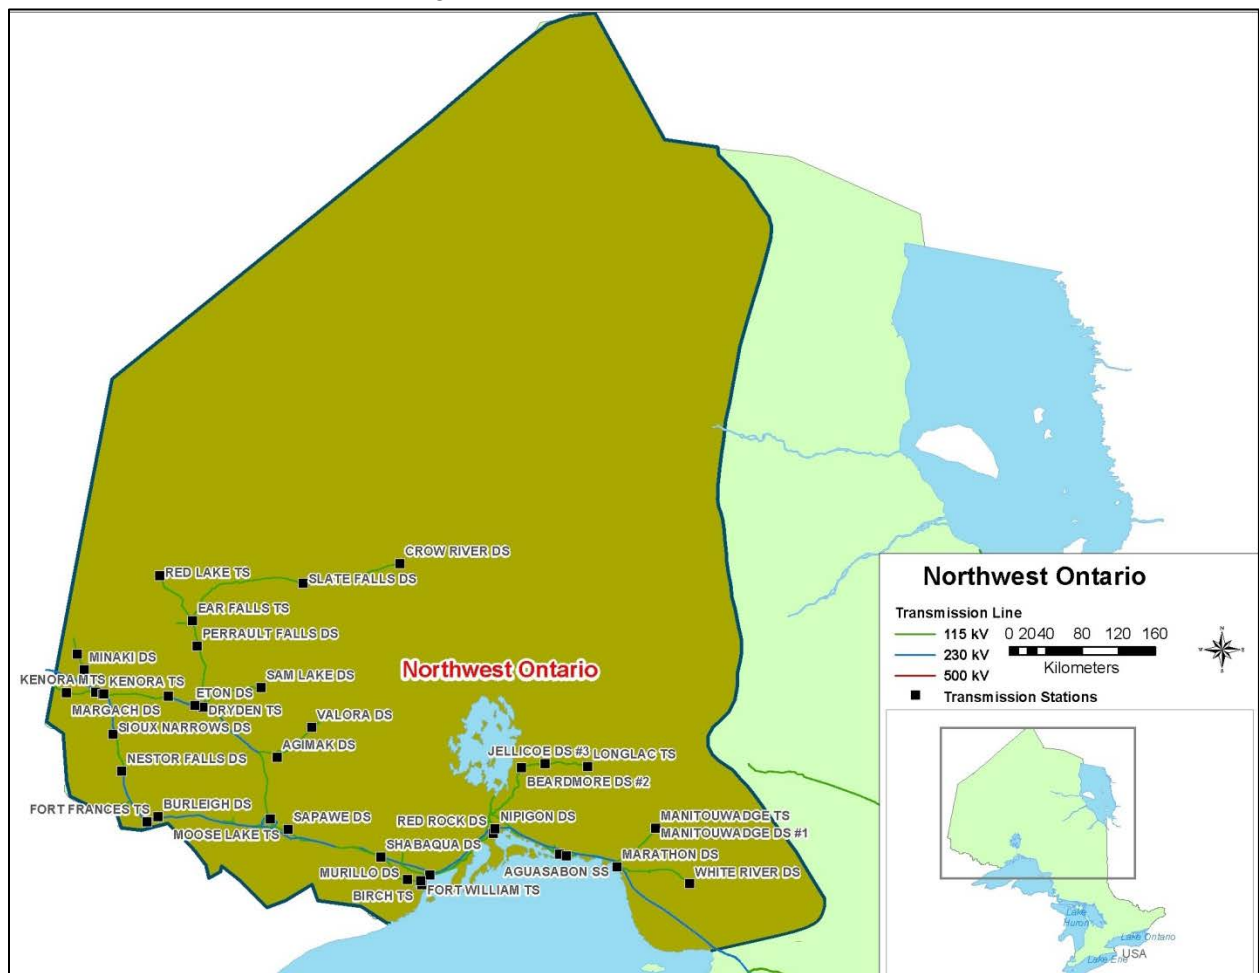 CROW RIVER DS
RED LAKE TS
SLATE FALLS DS
EAR FALLS TS
PERRAULT FALLS DS
MINAKI DS
SAM LAKE DS
Northwest Ontario
KENORA MTS
KENORA TS
ETON DS
MARGACH DS
DRYDEN TS
VALORA DS
SIOUX NARROWS DS
AGIMAK DS
JELLICOE DS #3
LONGLAC TS
NESTOR FALLS DS
BEARDMORE DS #2
FORT FRANCES TS
BURLEIGH DS
SAPAWE DS
RED ROCK DS
NIPIGON DS
MANITOUWADGE TS
MOOSE LAKE TS
MANITOUWADGE DS #1
SHABAQUA DS
MARATHON DS
MURILLO DS
AGUASABON SS
WHITE RIVER DS
BIRCH TS
FORT WILLIAM TS
Northwest Ontario
Transmission Line
115 kV
230 kV
500 kV
Transmission Stations
0 20 40 80 120 160
Kilometers
N
W
E
S
Lake
Huron
Lake Ontario
Lake Erie
USA